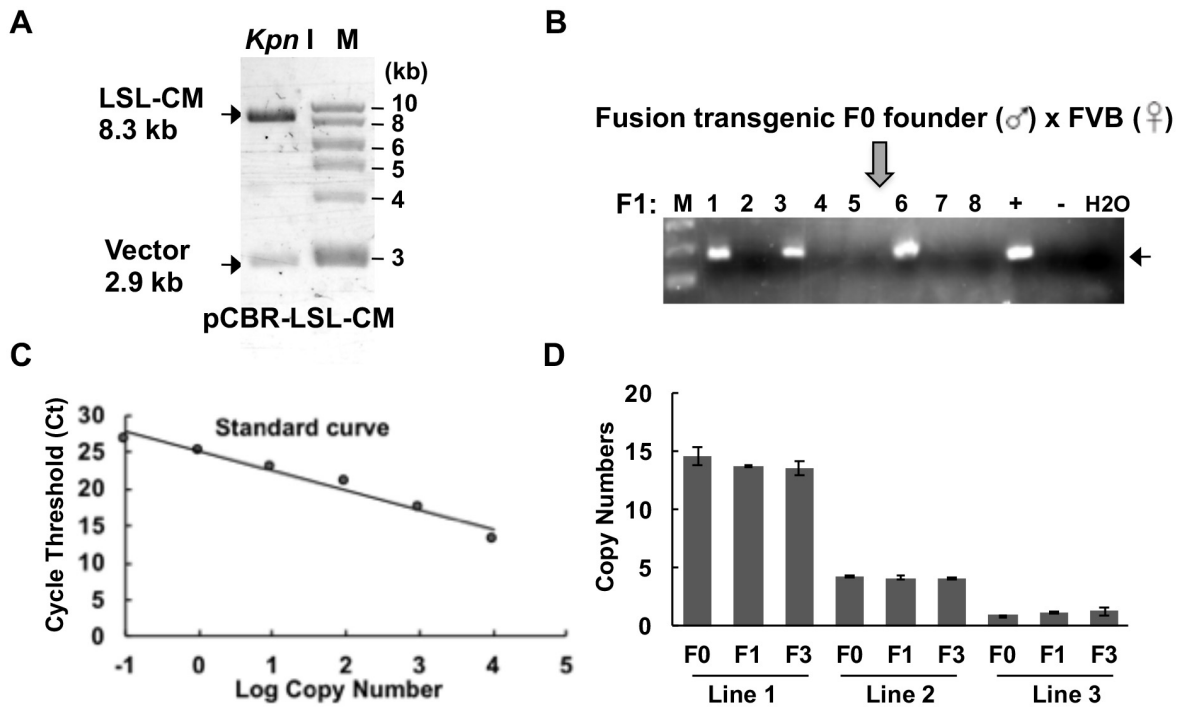 A
Kpn I M
(kb)
LSL-CM
8.3 kb
10
8
6
5
4
3
Vector
2.9 kb
pCBR-LSL-CM
B
Fusion transgenic F0 founder (♂) x FVB (♀)
F1: M 1 2 3 4 5 6 7 8 + - H2O
C
Standard curve
Cycle Threshold (Ct)
30
25
20
15
10
5
0
-1 0 1 2 3 4 5
Log Copy Number
D
Copy Numbers
20
15
10
5
0
F0 F1 F3 F0 F1 F3 F0 F1 F3
Line 1 Line 2 Line 3